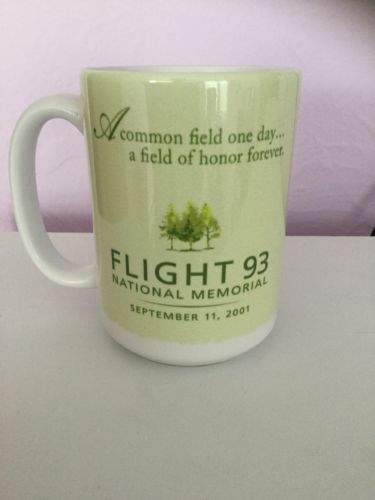 A common field one day...
a field of honor forever.
FLIGHT 93
NATIONAL MEMORIAL
SEPTEMBER 11, 2001